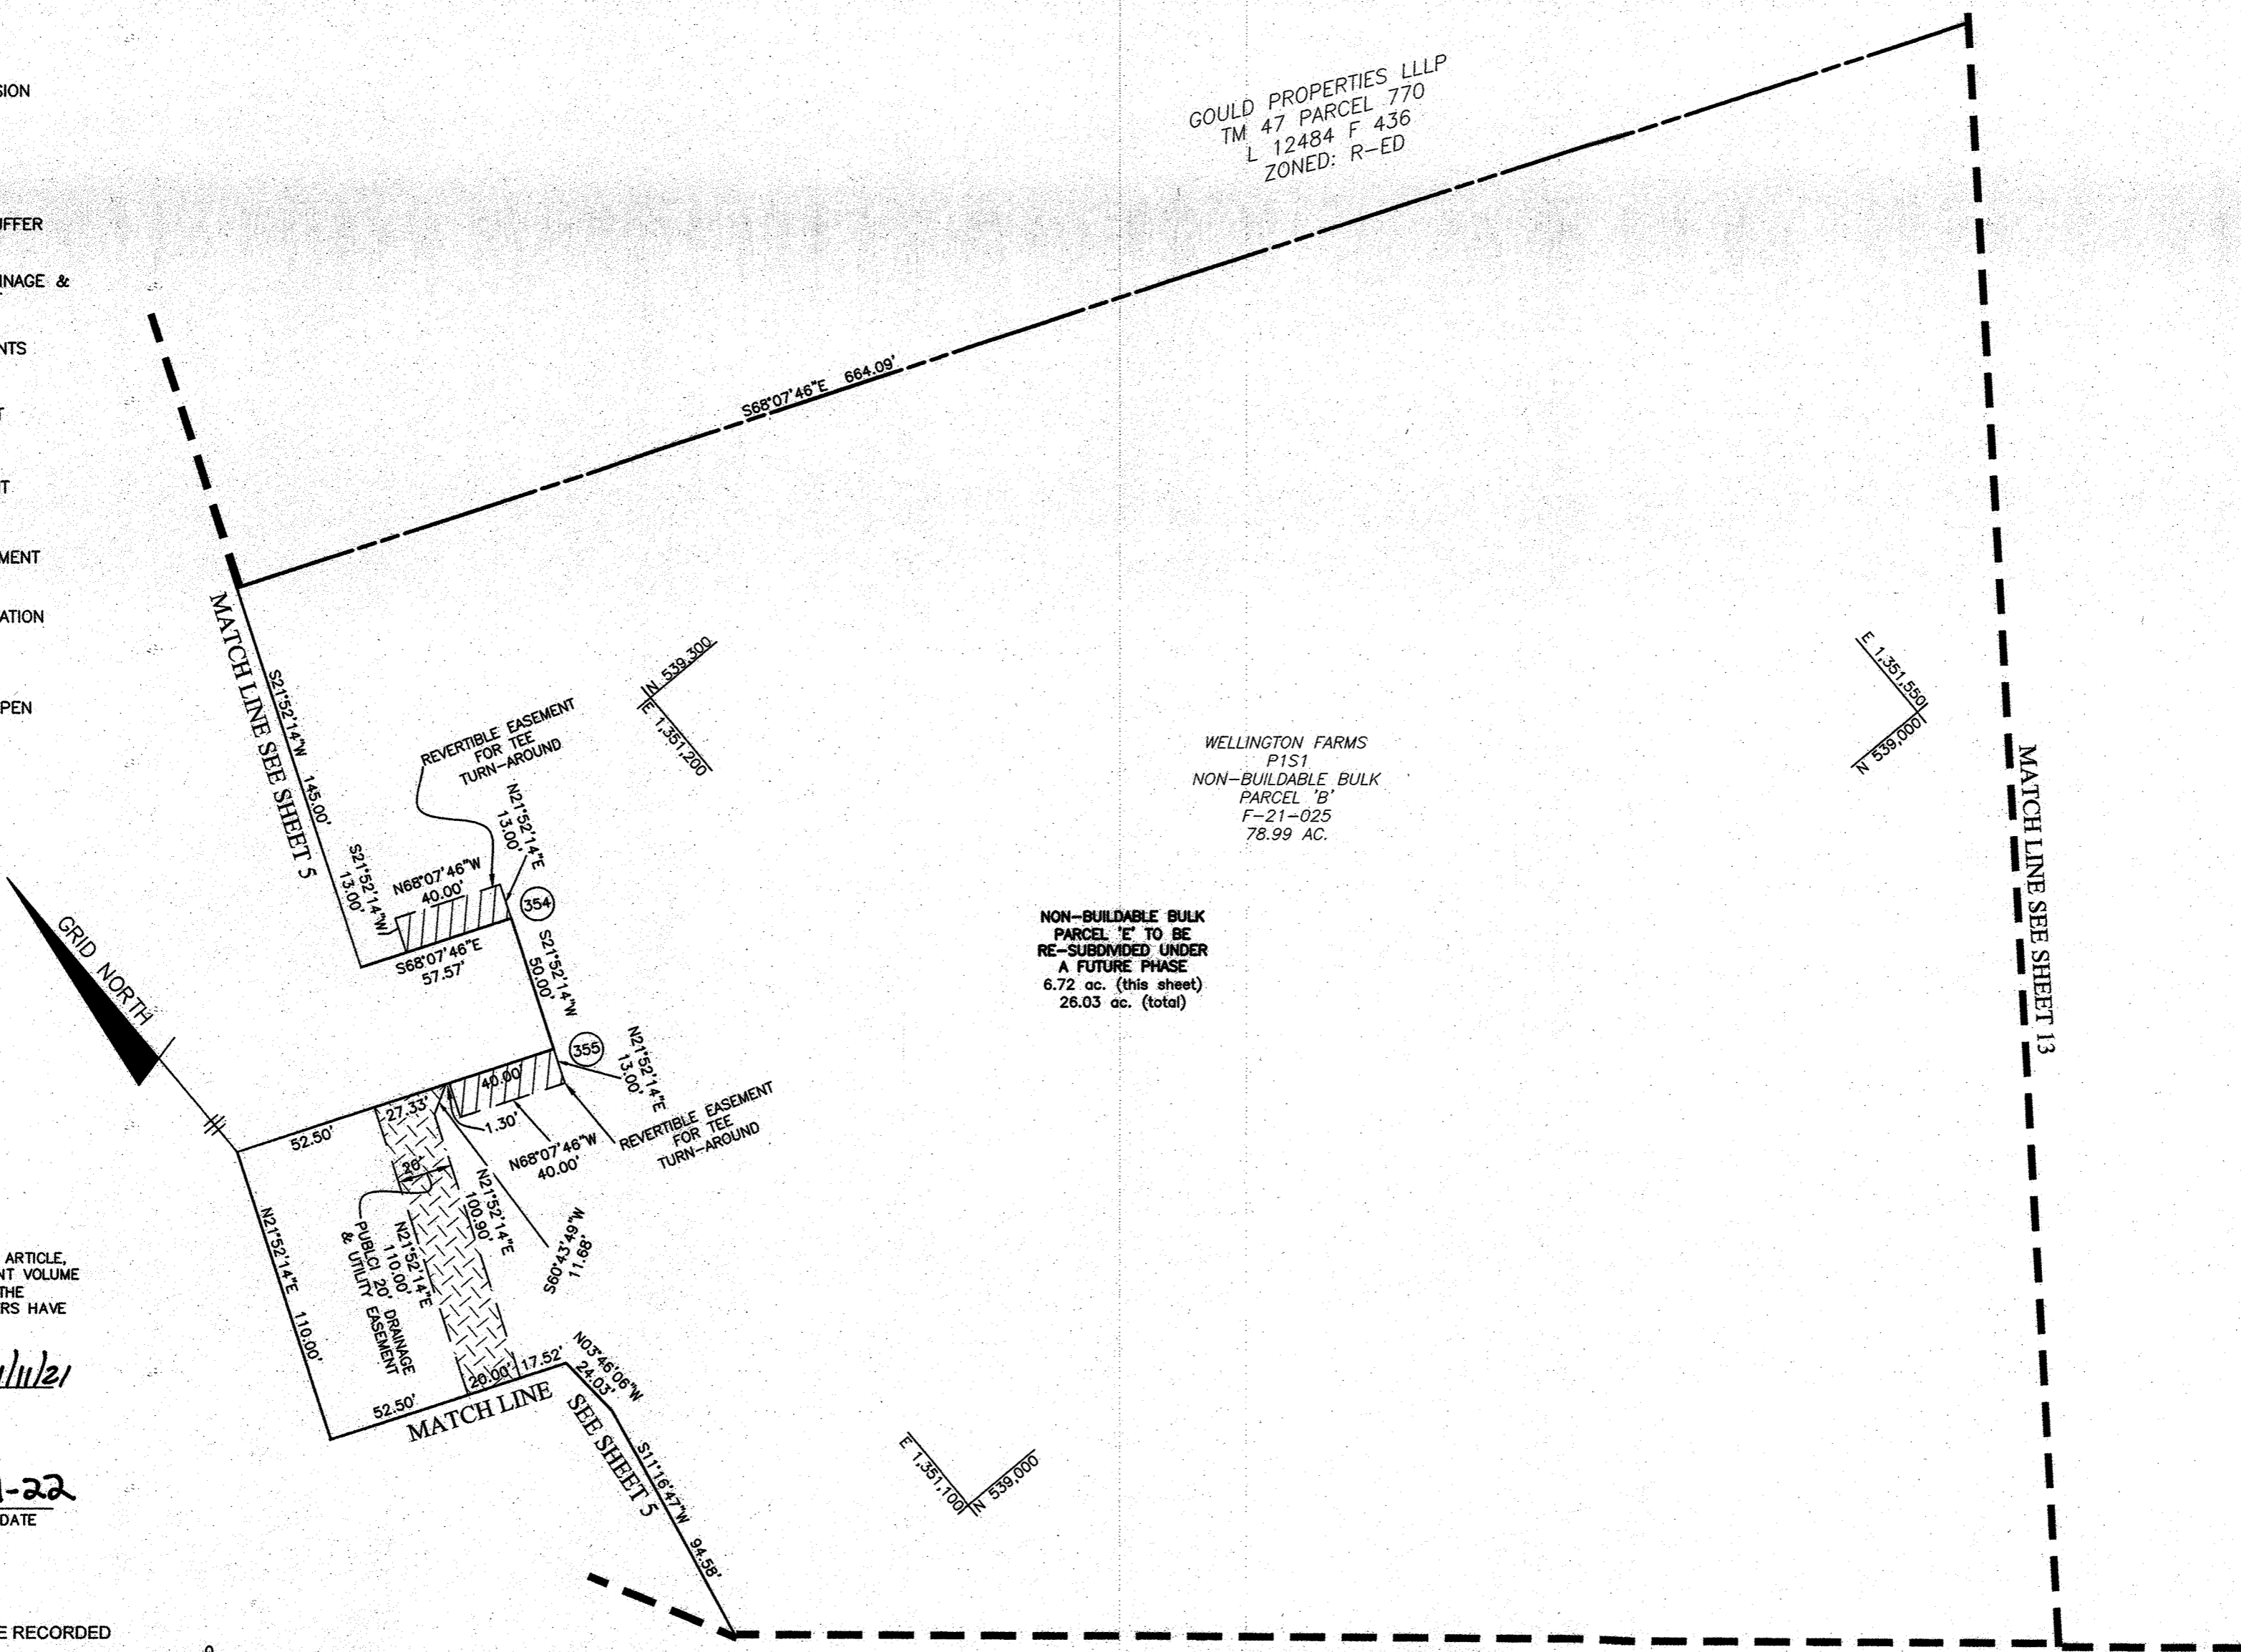 SION
UFFER
INAGE &
NTS
T
NT
MENT
ATION
PEN
GOULD PROPERTIES LLLP
TM 47 PARCEL 770
L 12484 F 436
ZONED: R-ED
S68°07'46"E 664.09'
MATCH LINE SEE SHEET 5
S21°52'14"W 145.00'
N 539,300
E 1,351,200
REVERTIBLE EASEMENT
FOR TEE
TURN-AROUND
N21°52'14"E
13.00'
S21°52'14"W
13.00'
N68°07'46"W
40.00'
354
S68°07'46"E
57.57'
S21°52'14"W
50.00'
E 1,351,550
N 539,000
WELLINGTON FARMS
P1S1
NON-BUILDABLE BULK
PARCEL 'B'
F-21-025
78.99 AC.
MATCH LINE SEE SHEET 13
NON-BUILDABLE BULK
PARCEL 'E' TO BE
RE-SUBDIVIDED UNDER
A FUTURE PHASE
6.72 ac. (this sheet)
26.03 ac. (total)
GRID NORTH
355
N21°52'14"E
13.00'
40.00'
27.33'
1.30'
52.50'
N68°07'46"W
40.00'
REVERTIBLE EASEMENT
FOR TEE
TURN-AROUND
20'
N21°52'14"E
100.90'
S60°43'49"W
11.68'
N21°52'14"E
110.00'
PUBLCI 20' DRAINAGE
& UTILITY EASEMENT
N21°52'14"E 110.00'
52.50'
20.00'
17.52'
MATCH LINE
SEE SHEET 5
N03°46'06"W
24.03'
S11°16'47"W 94.58'
E 1,351,100
N 539,000
ARTICLE,
NT VOLUME
THE
RS HAVE
1/11/21
1-22
DATE
E RECORDED